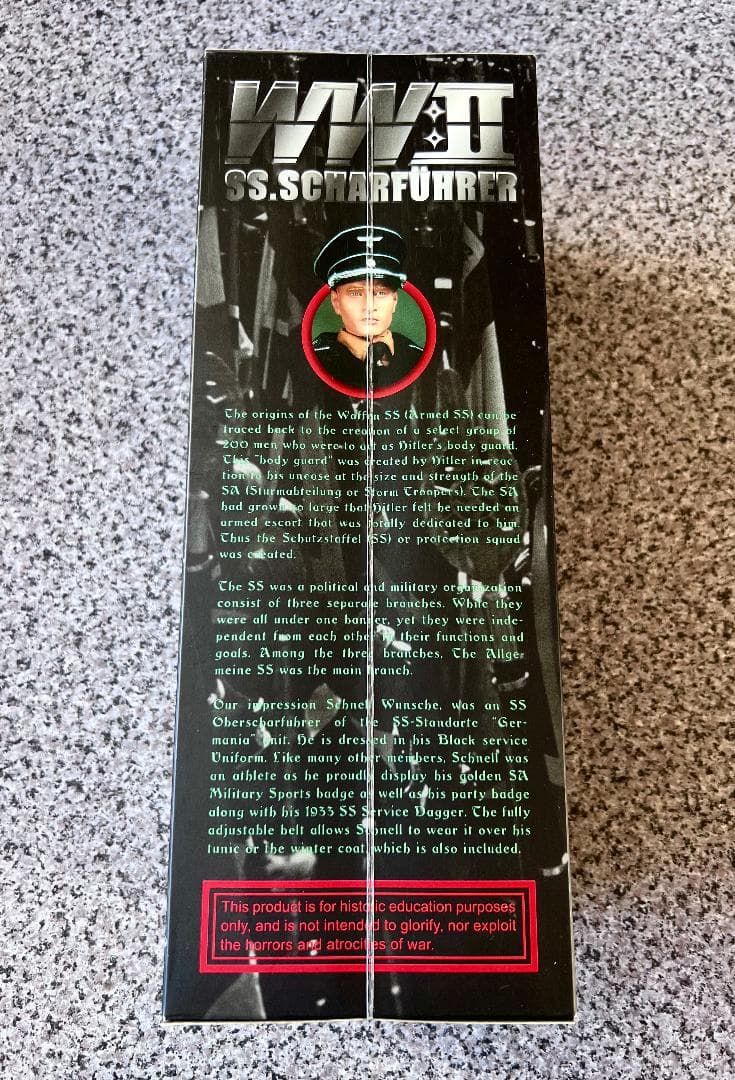 WWII
SS.SCHARFÜHRER
The origins of the Waffen SS (Armed SS) can be
traced back to the creation of a select group of
200 men who were to act as Hitler's body guard.
This "body guard" was created by Hitler in reac-
tion to his unease at the size and strength of the
SA (Sturmabteilung or Storm Troopers). The SA
had grown so large that Hitler felt he needed an
armed escort that was totally dedicated to him.
Thus the Schutzstaffel (SS) or protection squad
was created.
The SS was a political and military organization
consist of three separate branches. While they
were all under one banner, yet they were inde-
pendent from each other in their functions and
goals. Among the three branches, The Allge-
meine SS was the main branch.
Our impression Schnell Wunsche, was an SS
Oberscharfuhrer of the SS-Standarte "Ger-
mania" unit. He is dressed in his Black service
Uniform. Like many other members, Schnell was
an athlete as he proudly display his golden SA
Military Sports badge as well as his party badge
along with his 1933 SS Service Dagger. The fully
adjustable belt allows Schnell to wear it over his
tunic or the winter coat which is also included.
This product is for historic education purposes
only, and is not intended to glorify, nor exploit
the horrors and atrocities of war.